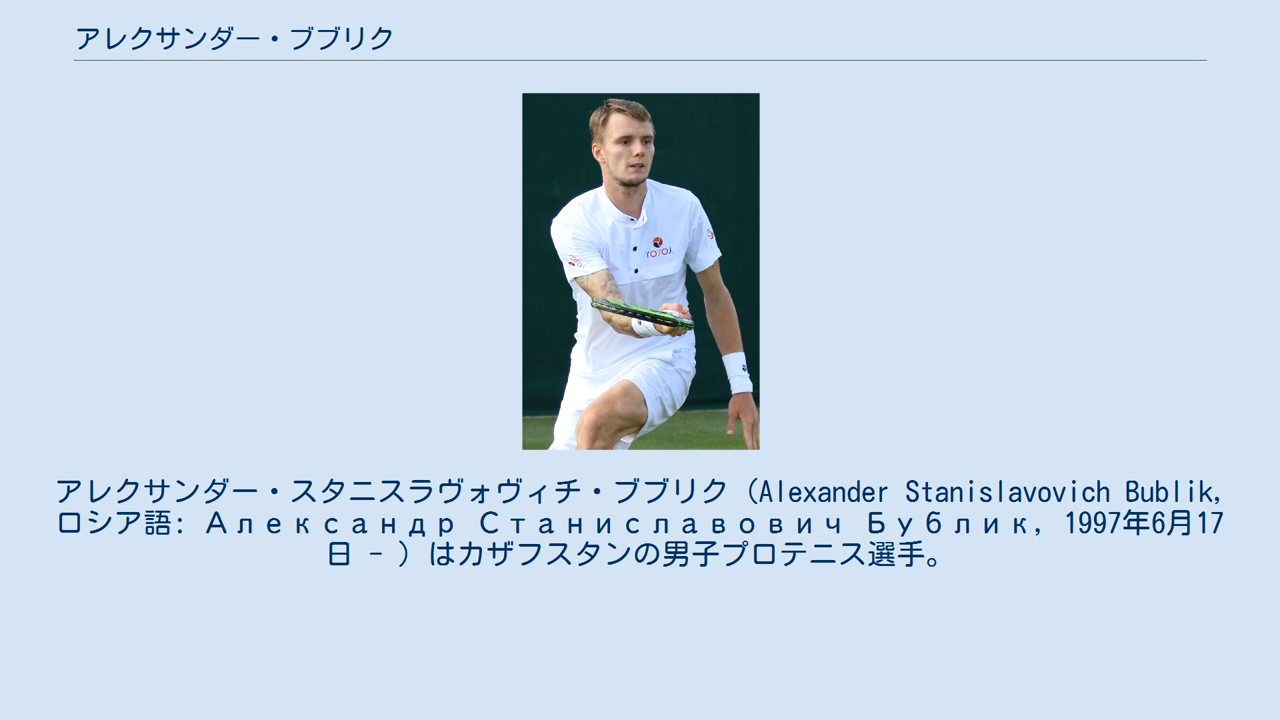 アレクサンダー・ブブリク
アレクサンダー・スタニスラヴォヴィチ・ブブリク（Alexander Stanislavovich Bublik,
ロシア語: Александр Станиславович Бублик, 1997年6月17
日 - ）はカザフスタンの男子プロテニス選手。